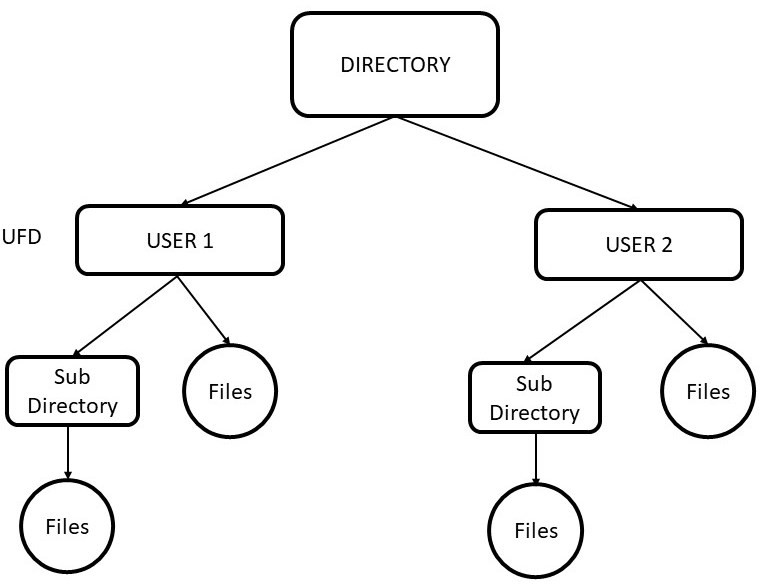 DIRECTORY
UFD
USER 1
USER 2
Sub
Directory
Files
Sub
Directory
Files
Files
Files